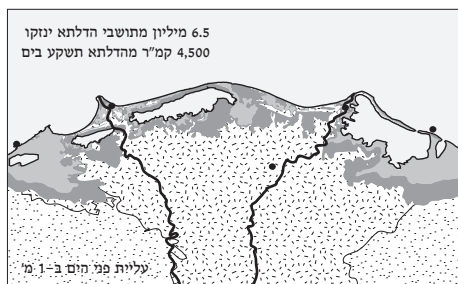 6.5 מיליון מתושבי הדלתא ינזקו
4,500 קמ"ר מהדלתא תשקע בים
עליית פני הים ב-1 מ'